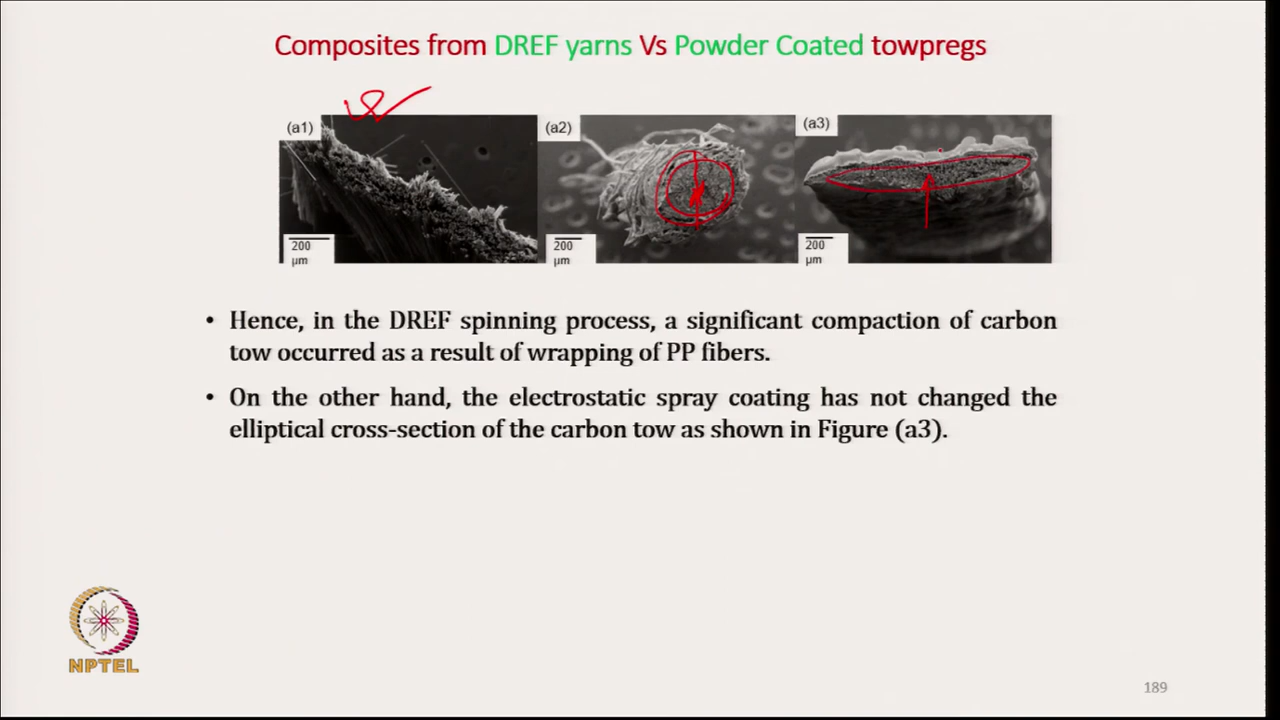 Composites from DREF yarns Vs Powder Coated towpregs
(a1)
(a2)
(a3)
200
µm
200
µm
200
µm
• Hence, in the DREF spinning process, a significant compaction of carbon
tow occurred as a result of wrapping of PP fibers.
• On the other hand, the electrostatic spray coating has not changed the
elliptical cross-section of the carbon tow as shown in Figure (a3).
NPTEL
189